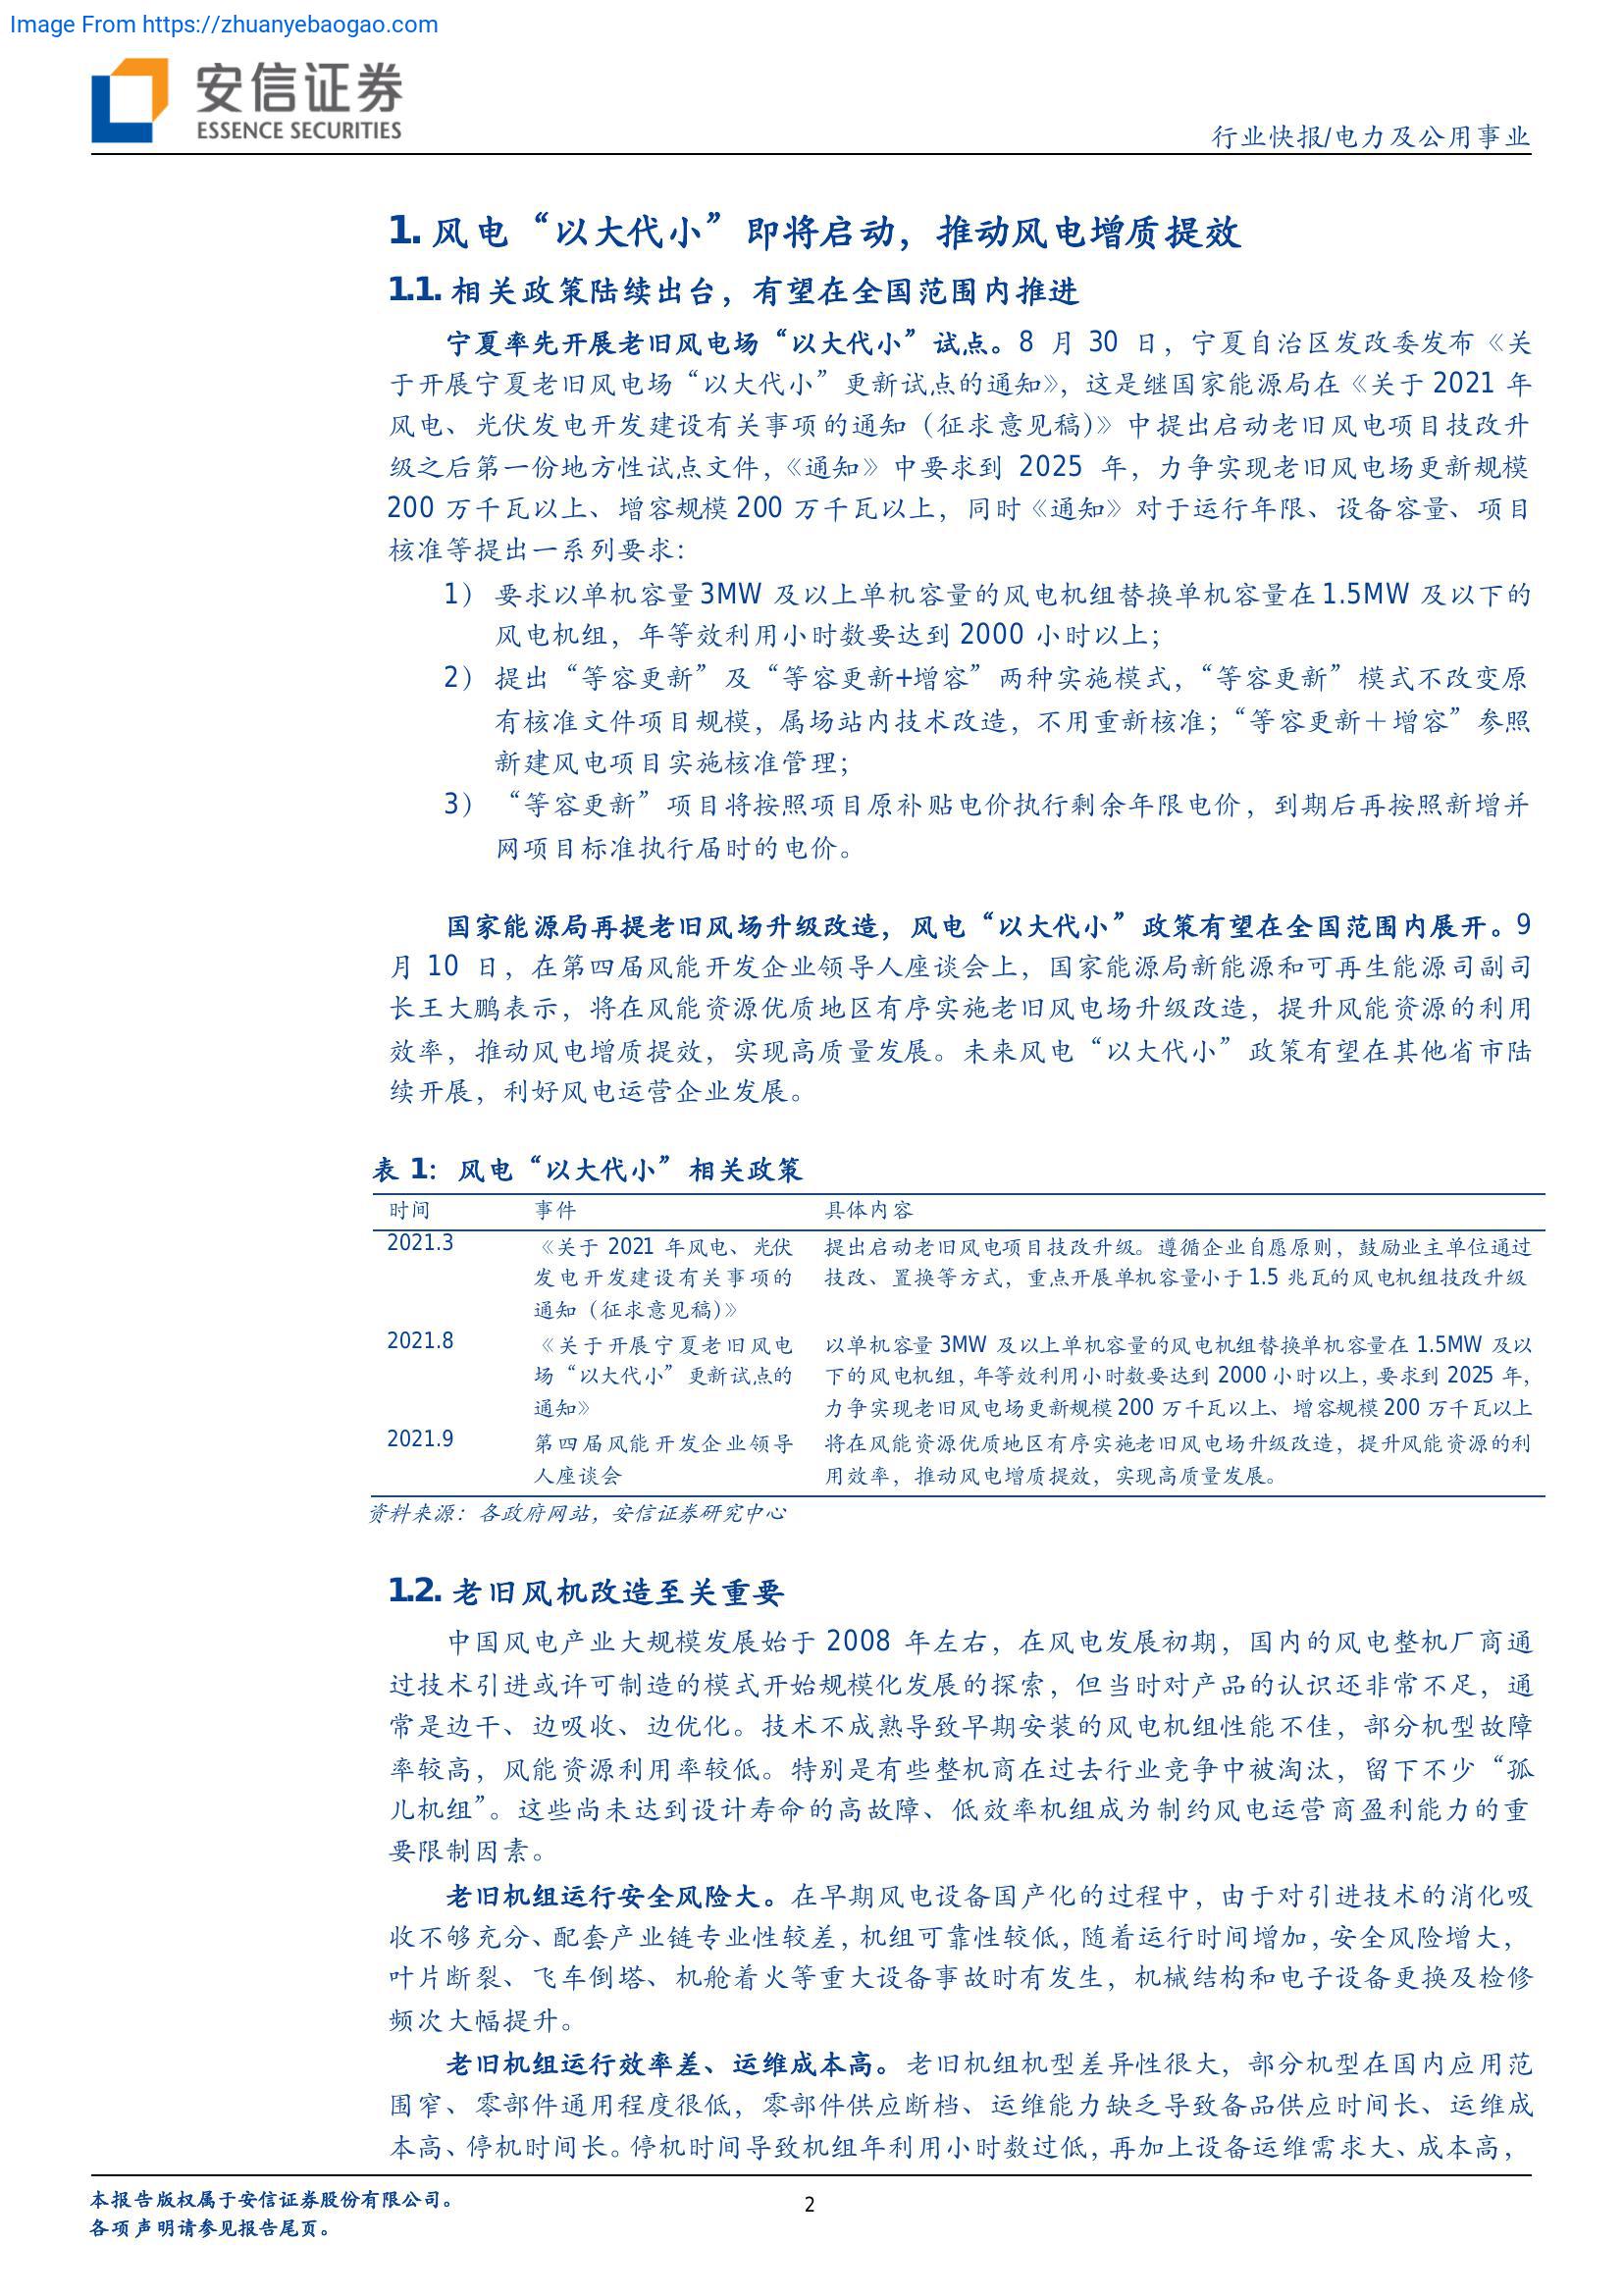 Image From https://zhuanyebaogao.com
安信证券
ESSENCE SECURITIES
行业快报/电力及公用事业
1. 风电“以大代小”即将启动，推动风电增质提效
1.1. 相关政策陆续出台，有望在全国范围内推进
宁夏率先开展老旧风电场“以大代小”试点。8 月 30 日，宁夏自治区发改委发布《关
于开展宁夏老旧风电场“以大代小”更新试点的通知》，这是继国家能源局在《关于 2021 年
风电、光伏发电开发建设有关事项的通知（征求意见稿）》中提出启动老旧风电项目技改升
级之后第一份地方性试点文件，《通知》中要求到 2025 年，力争实现老旧风电场更新规模
200 万千瓦以上、增容规模 200 万千瓦以上，同时《通知》对于运行年限、设备容量、项目
核准等提出一系列要求：
1） 要求以单机容量 3MW 及以上单机容量的风电机组替换单机容量在 1.5MW 及以下的
风电机组，年等效利用小时数要达到 2000 小时以上；
2） 提出“等容更新”及“等容更新+增容”两种实施模式，“等容更新”模式不改变原
有核准文件项目规模，属场站内技术改造，不用重新核准；“等容更新＋增容”参照
新建风电项目实施核准管理；
3） “等容更新”项目将按照项目原补贴电价执行剩余年限电价，到期后再按照新增并
网项目标准执行届时的电价。
国家能源局再提老旧风场升级改造，风电“以大代小”政策有望在全国范围内展开。9
月 10 日，在第四届风能开发企业领导人座谈会上，国家能源局新能源和可再生能源司副司
长王大鹏表示，将在风能资源优质地区有序实施老旧风电场升级改造，提升风能资源的利用
效率，推动风电增质提效，实现高质量发展。未来风电“以大代小”政策有望在其他省市陆
续开展，利好风电运营企业发展。
表 1：风电“以大代小”相关政策
时间 事件 具体内容
2021.3 《关于 2021 年风电、光伏 提出启动老旧风电项目技改升级。遵循企业自愿原则，鼓励业主单位通过
发电开发建设有关事项的 技改、置换等方式，重点开展单机容量小于 1.5 兆瓦的风电机组技改升级
通知（征求意见稿）》
2021.8 《关于开展宁夏老旧风电 以单机容量 3MW 及以上单机容量的风电机组替换单机容量在 1.5MW 及以
场“以大代小”更新试点的 下的风电机组，年等效利用小时数要达到 2000 小时以上，要求到 2025 年，
通知》 力争实现老旧风电场更新规模 200 万千瓦以上、增容规模 200 万千瓦以上
2021.9 第四届风能开发企业领导 将在风能资源优质地区有序实施老旧风电场升级改造，提升风能资源的利
人座谈会 用效率，推动风电增质提效，实现高质量发展。
资料来源：各政府网站，安信证券研究中心
1.2. 老旧风机改造至关重要
中国风电产业大规模发展始于 2008 年左右，在风电发展初期，国内的风电整机厂商通
过技术引进或许可制造的模式开始规模化发展的探索，但当时对产品的认识还非常不足，通
常是边干、边吸收、边优化。技术不成熟导致早期安装的风电机组性能不佳，部分机型故障
率较高，风能资源利用率较低。特别是有些整机商在过去行业竞争中被淘汰，留下不少“孤
儿机组”。这些尚未达到设计寿命的高故障、低效率机组成为制约风电运营商盈利能力的重
要限制因素。
老旧机组运行安全风险大。在早期风电设备国产化的过程中，由于对引进技术的消化吸
收不够充分、配套产业链专业性较差，机组可靠性较低，随着运行时间增加，安全风险增大，
叶片断裂、飞车倒塔、机舱着火等重大设备事故时有发生，机械结构和电子设备更换及检修
频次大幅提升。
老旧机组运行效率差、运维成本高。老旧机组机型差异性很大，部分机型在国内应用范
围窄、零部件通用程度很低，零部件供应断档、运维能力缺乏导致备品供应时间长、运维成
本高、停机时间长。停机时间导致机组年利用小时数过低，再加上设备运维需求大、成本高，
本报告版权属于安信证券股份有限公司。
各项声明请参见报告尾页。
2